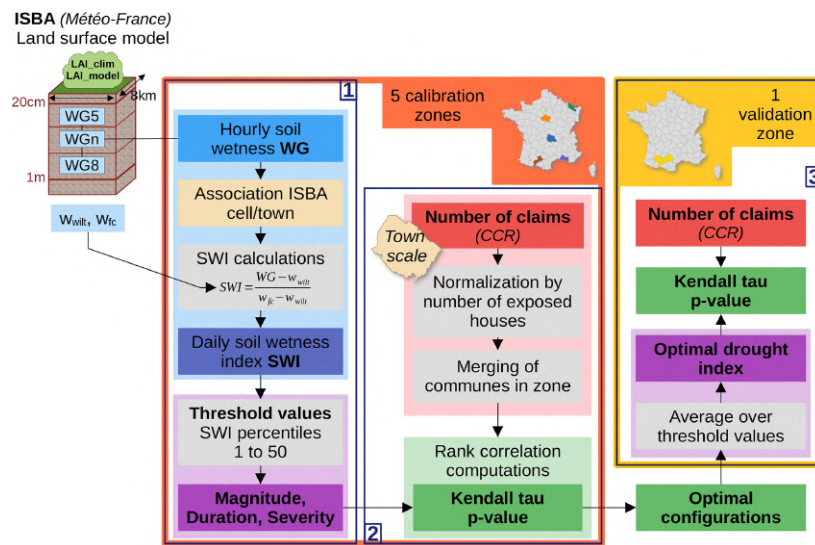 ISBA (Météo-France)
Land surface model
LAI_clim
LAI_model
8km
20cm
WG5
WGn
WG8
1m
Wwilt, Wfc
1
Hourly soil
wetness WG
Association ISBA
cell/town
SWI calculations
SWI = WG − wwilt / wfc − wwilt
Daily soil wetness
index SWI
Threshold values
SWI percentiles
1 to 50
Magnitude,
Duration, Severity
5 calibration
zones
2
Town
scale
Number of claims
(CCR)
Normalization by
number of exposed
houses
Merging of
communes in zone
Rank correlation
computations
Kendall tau
p-value
1
validation
zone
3
Number of claims
(CCR)
Kendall tau
p-value
Optimal drought
index
Average over
threshold values
Optimal
configurations